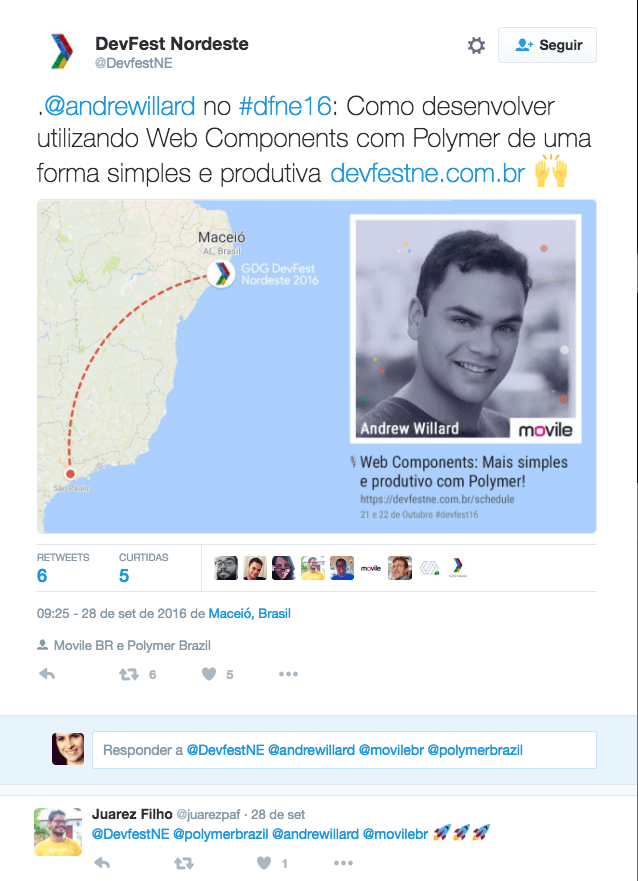 DevFest Nordeste
@DevfestNE
Seguir
.@andrewillard no #dfne16: Como desenvolver
utilizando Web Components com Polymer de uma
forma simples e produtiva devfestne.com.br 🙌
Maceió
AL, Brasil
GDG DevFest
Nordeste 2016
São Paulo
Andrew Willard
movile
Web Components: Mais simples
e produtivo com Polymer!
https://devfestne.com.br/schedule
21 e 22 de Outubro #devfest16
RETWEETS
6
CURTIDAS
5
movile
09:25 - 28 de set de 2016 de Maceió, Brasil
Movile BR e Polymer Brazil
6
5
Responder a @DevfestNE @andrewillard @movilebr @polymerbrazil
Juarez Filho @juarezpaf · 28 de set
@DevfestNE @polymerbrazil @andrewillard @movilebr 🚀🚀🚀
1